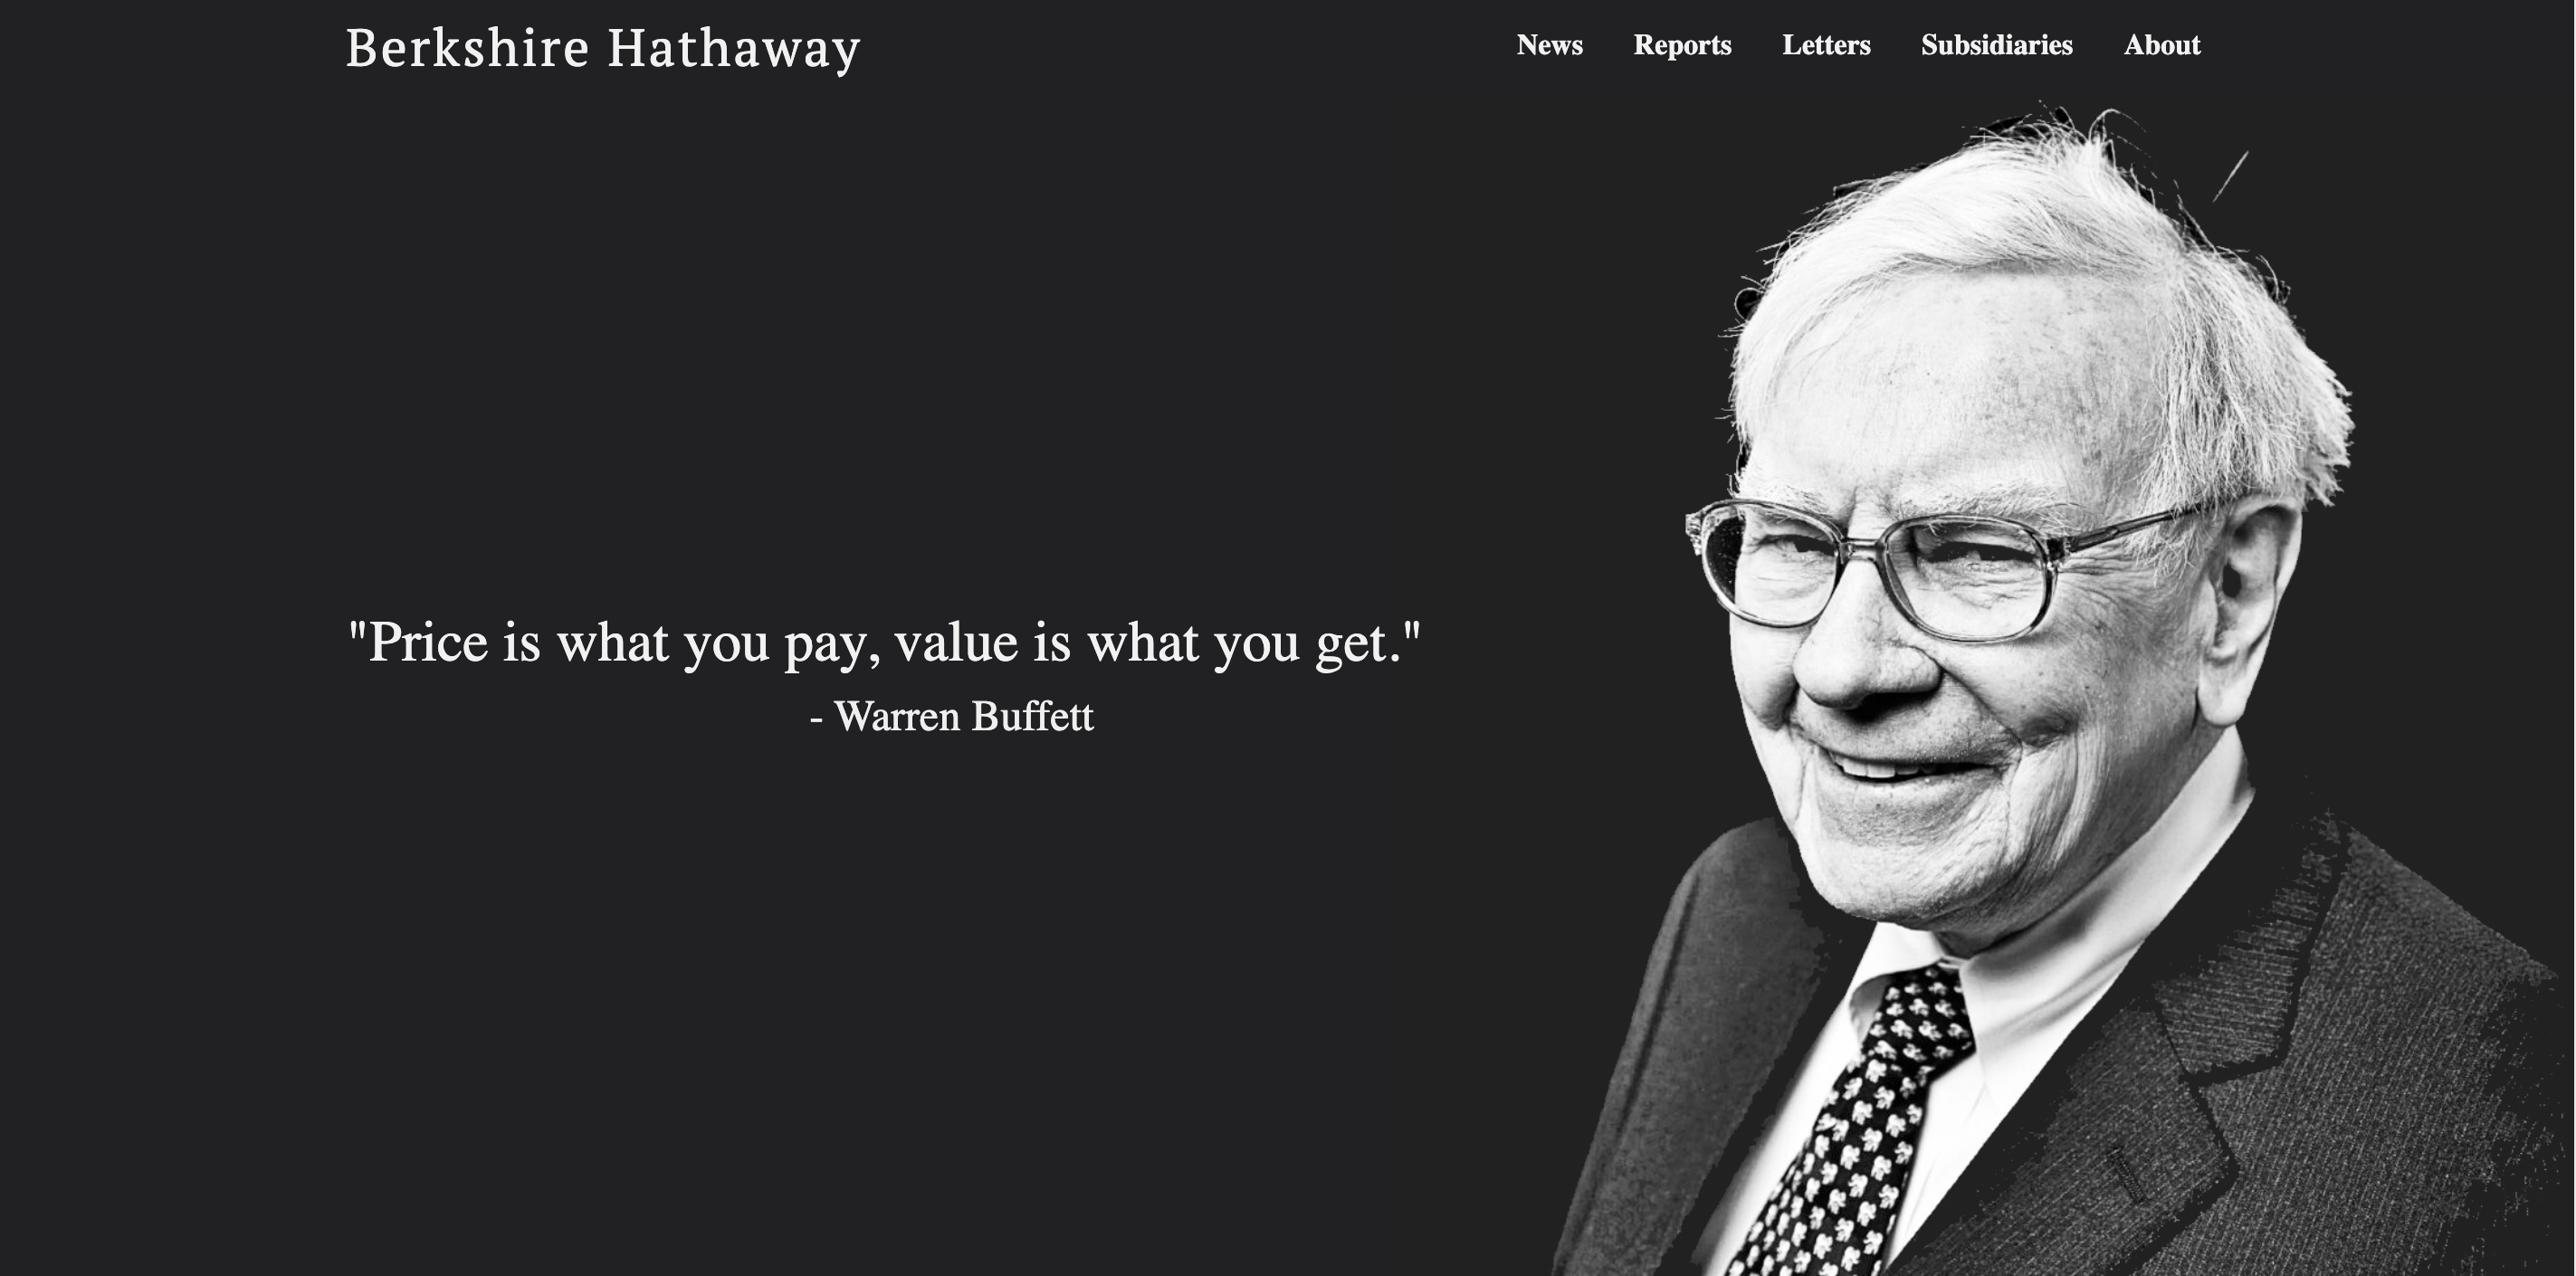 Berkshire Hathaway
News Reports Letters Subsidiaries About
"Price is what you pay, value is what you get."
- Warren Buffett